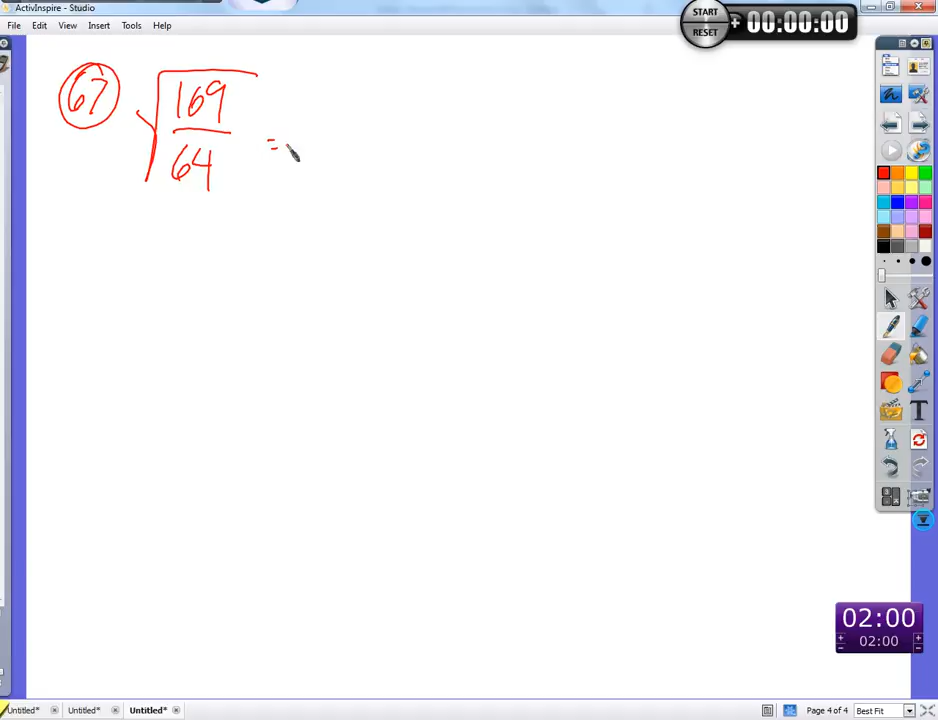 ActivInspire - Studio
File Edit View Insert Tools Help
START
RESET
+ 00:00:00
67 √169/64 =
02:00
02:00
Untitled* Untitled* Untitled*
Page 4 of 4 Best Fit